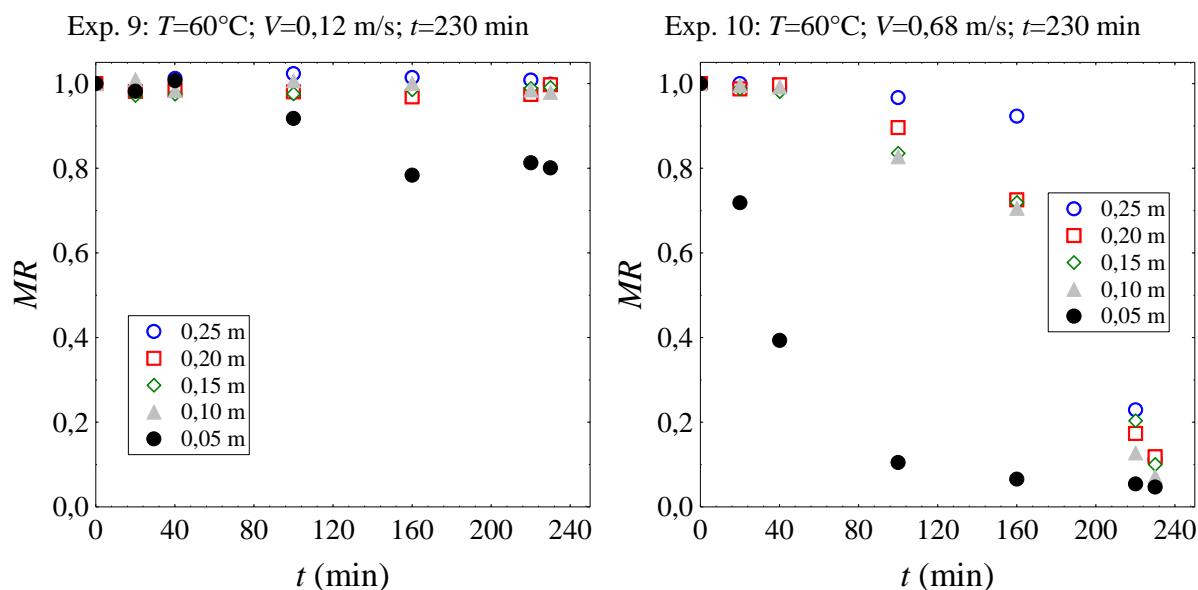 Exp. 9: T=60°C; V=0,12 m/s; t=230 min
1,0
0,8
0,6
0,4
0,2
0,0
MR
0,25 m
0,20 m
0,15 m
0,10 m
0,05 m
0 40 80 120 160 200 240
t (min)
Exp. 10: T=60°C; V=0,68 m/s; t=230 min
1,0
0,8
0,6
0,4
0,2
0,0
MR
0,25 m
0,20 m
0,15 m
0,10 m
0,05 m
0 40 80 120 160 200 240
t (min)